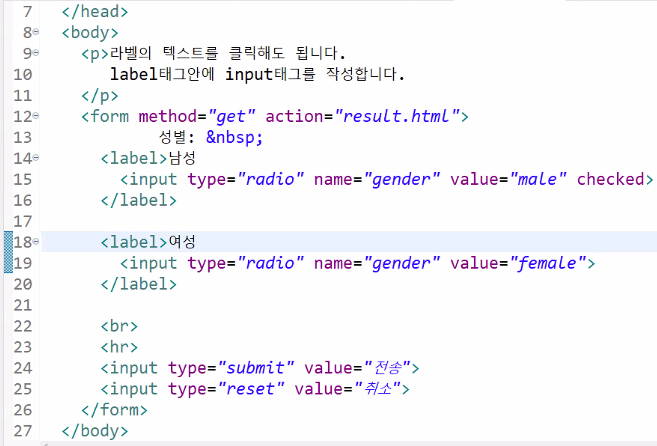 7 </head>
8 <body>
9 <p>라벨의 텍스트를 클릭해도 됩니다.
10 label태그안에 input태그를 작성합니다.
11 </p>
12 <form method="get" action="result.html">
13 성별: &nbsp;
14 <label>남성
15 <input type="radio" name="gender" value="male" checked>
16 </label>
17
18 <label>여성
19 <input type="radio" name="gender" value="female">
20 </label>
21
22 <br>
23 <hr>
24 <input type="submit" value="전송">
25 <input type="reset" value="취소">
26 </form>
27 </body>